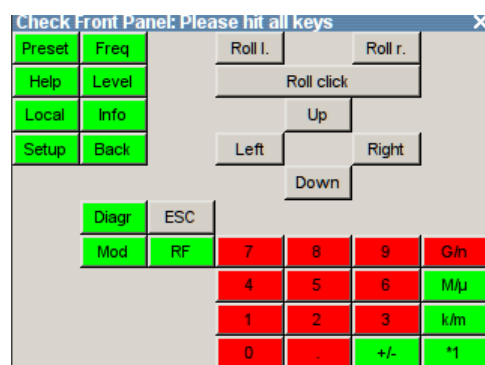 Check Front Panel: Please hit all keys X
Preset Freq Roll l. Roll r.
Help Level Roll click
Local Info Up
Setup Back Left Right
Down
Diagr ESC
Mod RF 7 8 9 G/n
4 5 6 M/µ
1 2 3 k/m
0 . +/- *1